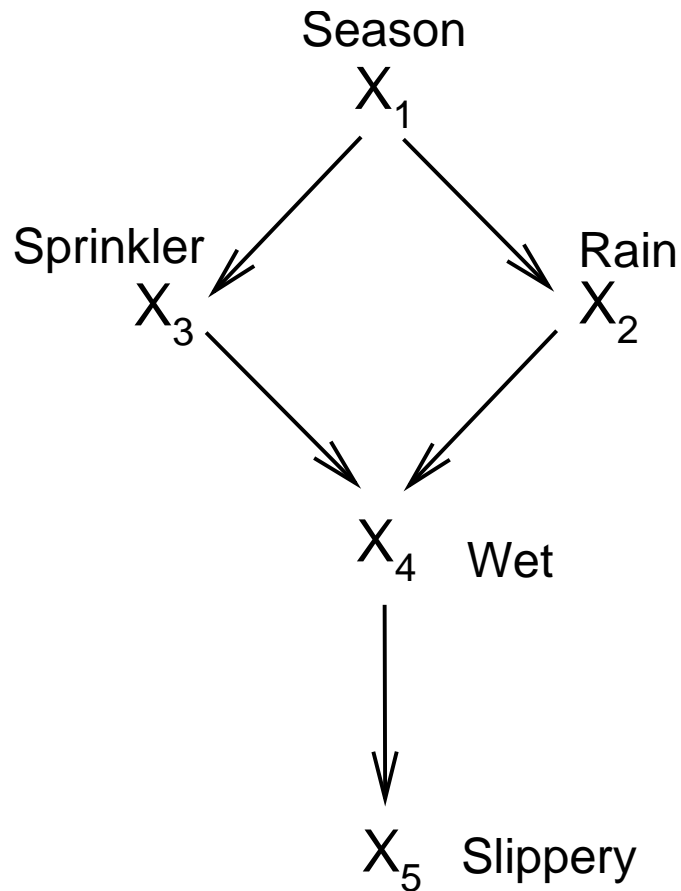 Season
X₁
Sprinkler
X₃
Rain
X₂
X₄ Wet
X₅ Slippery